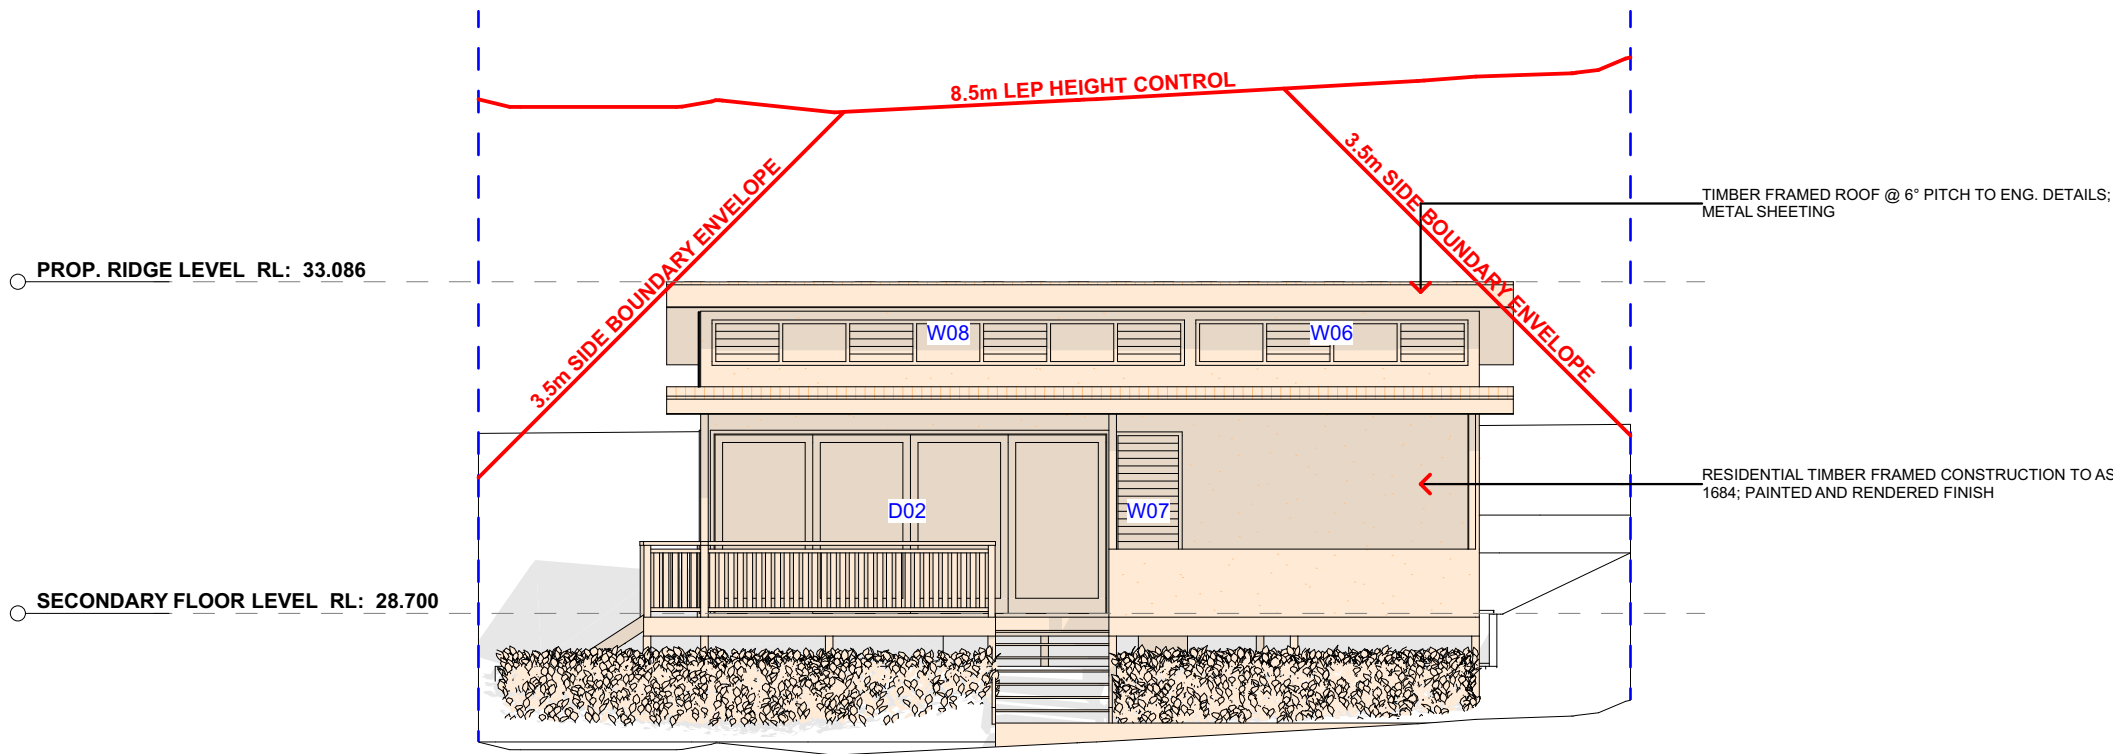 8.5m LEP HEIGHT CONTROL
3.5m SIDE BOUNDARY ENVELOPE
3.5m SIDE BOUNDARY ENVELOPE
TIMBER FRAMED ROOF @ 6° PITCH TO ENG. DETAILS;
METAL SHEETING
PROP. RIDGE LEVEL RL: 33.086
W08
W06
RESIDENTIAL TIMBER FRAMED CONSTRUCTION TO AS
1684; PAINTED AND RENDERED FINISH
D02
W07
SECONDARY FLOOR LEVEL RL: 28.700